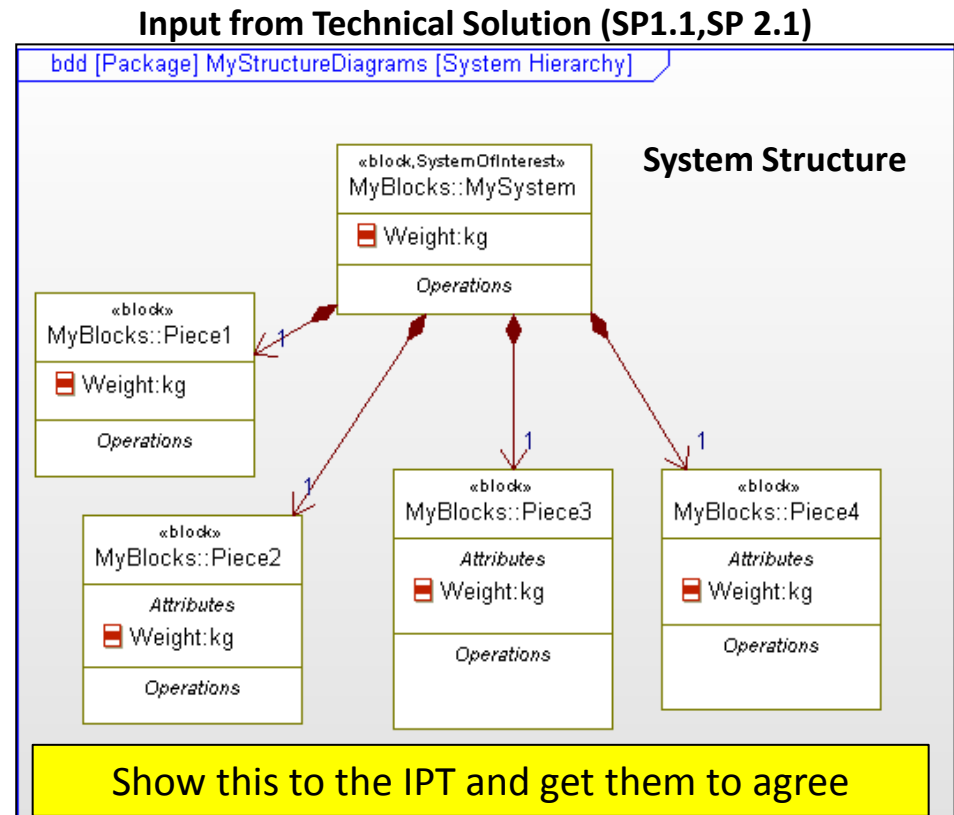 Input from Technical Solution (SP1.1,SP 2.1)
bdd [Package] MyStructureDiagrams [System Hierarchy]
System Structure
«block,SystemOfInterest»
MyBlocks::MySystem
Weight:kg
Operations
«block»
MyBlocks::Piece1
Weight:kg
Operations
1
«block»
MyBlocks::Piece2
Attributes
Weight:kg
Operations
1
«block»
MyBlocks::Piece3
Attributes
Weight:kg
Operations
1
«block»
MyBlocks::Piece4
Attributes
Weight:kg
Operations
1
Show this to the IPT and get them to agree